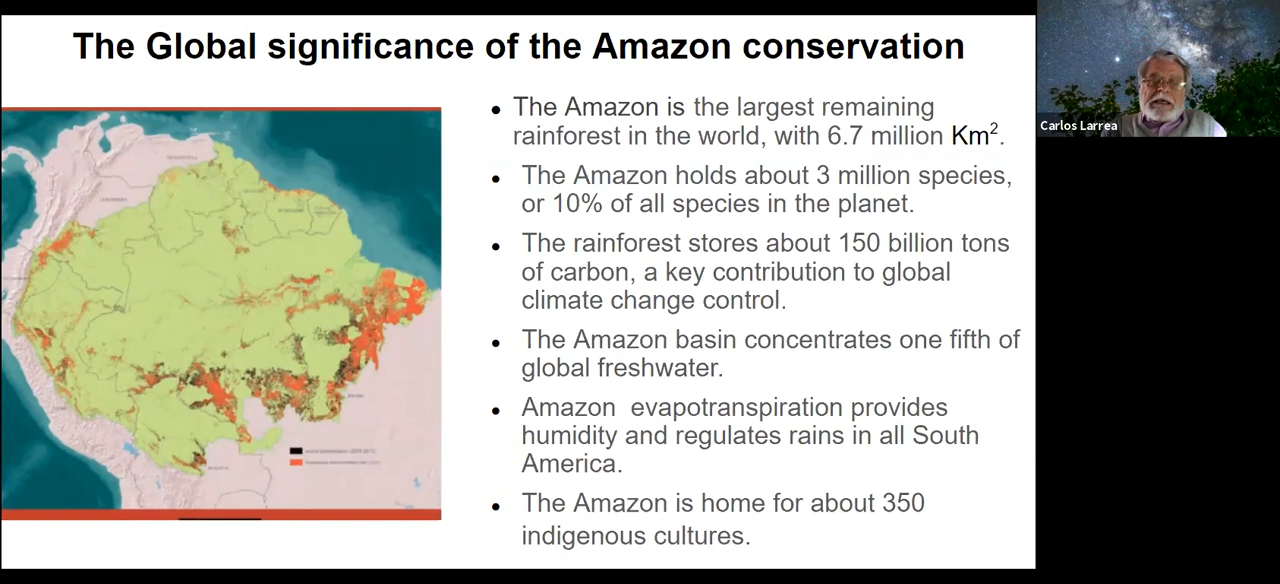 The Global significance of the Amazon conservation
Carlos Larrea
• The Amazon is the largest remaining
rainforest in the world, with 6.7 million Km².
• The Amazon holds about 3 million species,
or 10% of all species in the planet.
• The rainforest stores about 150 billion tons
of carbon, a key contribution to global
climate change control.
• The Amazon basin concentrates one fifth of
global freshwater.
• Amazon evapotranspiration provides
humidity and regulates rains in all South
America.
• The Amazon is home for about 350
indigenous cultures.